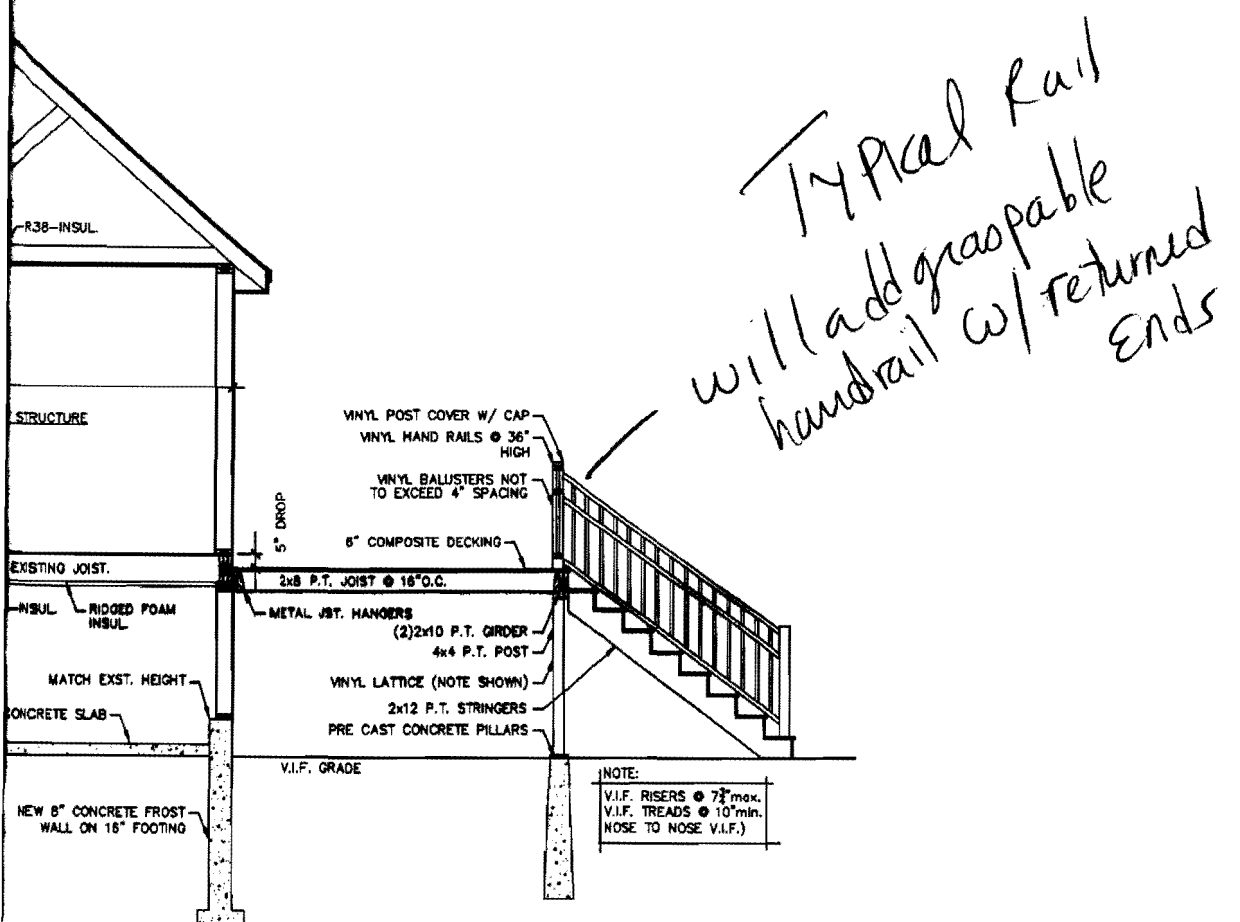 Typical Rail
will add graspable
handrail w/ returned
Ends
R38-INSUL.
STRUCTURE
VINYL POST COVER W/ CAP
VINYL HAND RAILS @ 36"
HIGH
VINYL BALUSTERS NOT
TO EXCEED 4" SPACING
5" DROP
6" COMPOSITE DECKING
EXISTING JOIST.
2x8 P.T. JOIST @ 16"O.C.
INSUL
RIDGED FOAM
INSUL
METAL JST. HANGERS
(2)2x10 P.T. GIRDER
4x4 P.T. POST
MATCH EXST. HEIGHT
VINYL LATTICE (NOTE SHOWN)
2x12 P.T. STRINGERS
CONCRETE SLAB
PRE CAST CONCRETE PILLARS
V.I.F. GRADE
NOTE:
V.I.F. RISERS @ 7¾"max.
V.I.F. TREADS @ 10"min.
NOSE TO NOSE V.I.F.)
NEW 8" CONCRETE FROST
WALL ON 16" FOOTING